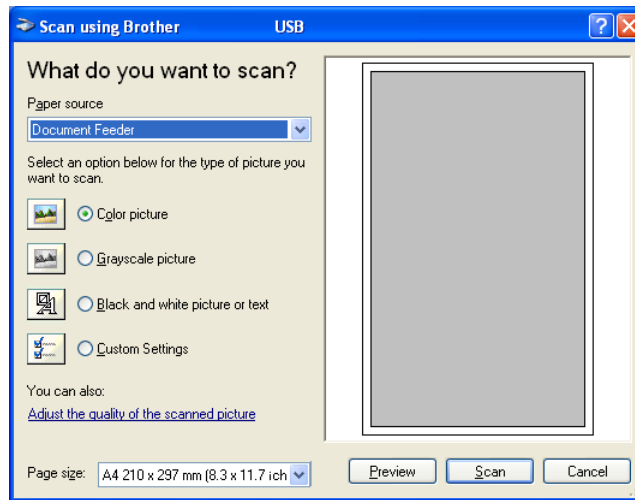 Scan using Brother USB
What do you want to scan?
Paper source
Document Feeder
Select an option below for the type of picture you
want to scan.
Color picture
Grayscale picture
Black and white picture or text
Custom Settings
You can also:
Adjust the quality of the scanned picture
Page size: A4 210 x 297 mm (8.3 x 11.7 ich Preview Scan Cancel